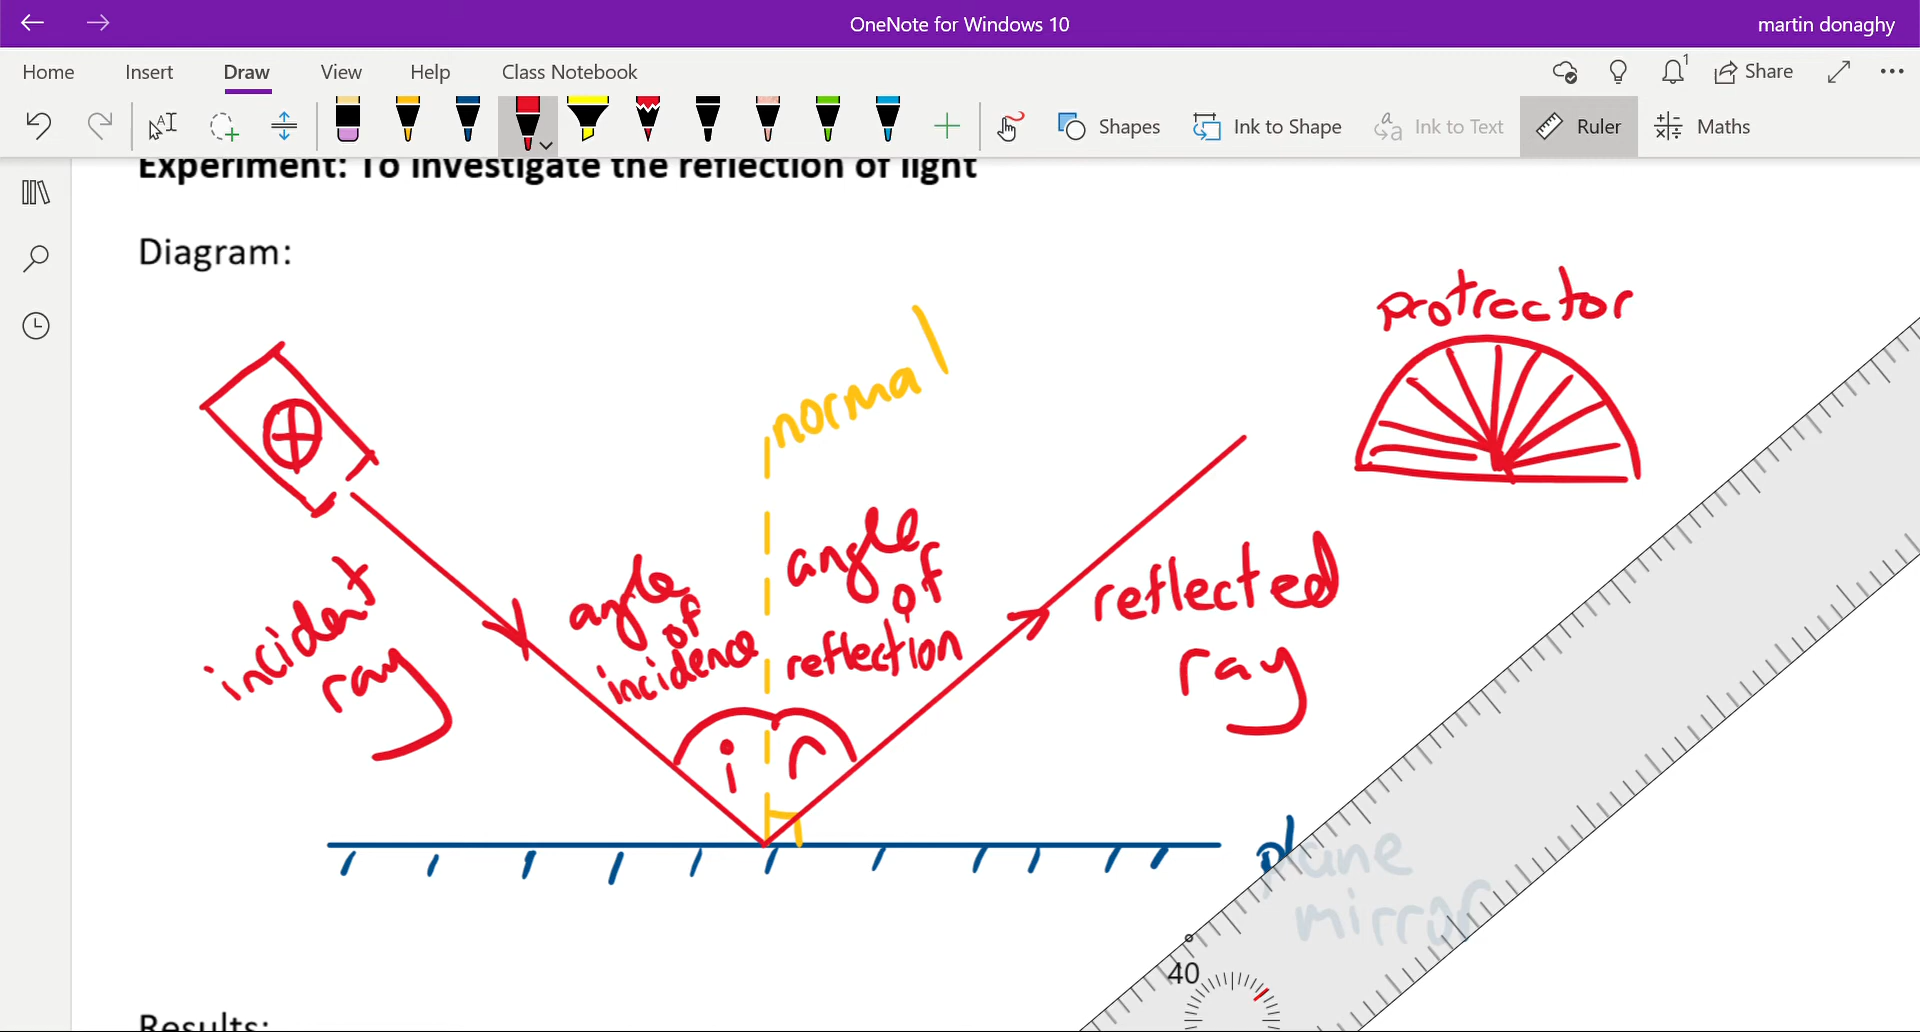 OneNote for Windows 10
martin donaghy
Home Insert Draw View Help Class Notebook
1 Share
Shapes Ink to Shape Ink to Text Ruler Maths
Experiment: To investigate the reflection of light
Diagram:
protractor
normal
angle
of
incidence
angle
of
reflection
incident
ray
reflected
ray
i r
plane
mirror
40
Results: